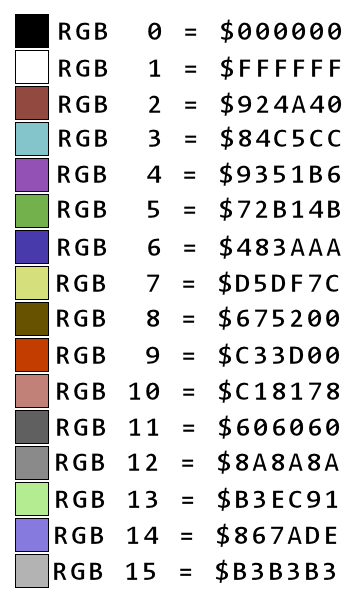 RGB 0 = $000000
RGB 1 = $FFFFFF
RGB 2 = $924A40
RGB 3 = $84C5CC
RGB 4 = $9351B6
RGB 5 = $72B14B
RGB 6 = $483AAA
RGB 7 = $D5DF7C
RGB 8 = $675200
RGB 9 = $C33D00
RGB 10 = $C18178
RGB 11 = $606060
RGB 12 = $8A8A8A
RGB 13 = $B3EC91
RGB 14 = $867ADE
RGB 15 = $B3B3B3